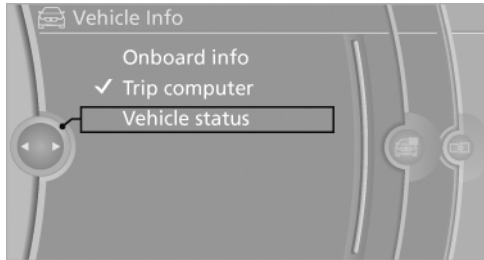 Vehicle Info
Onboard info
✓ Trip computer
Vehicle status